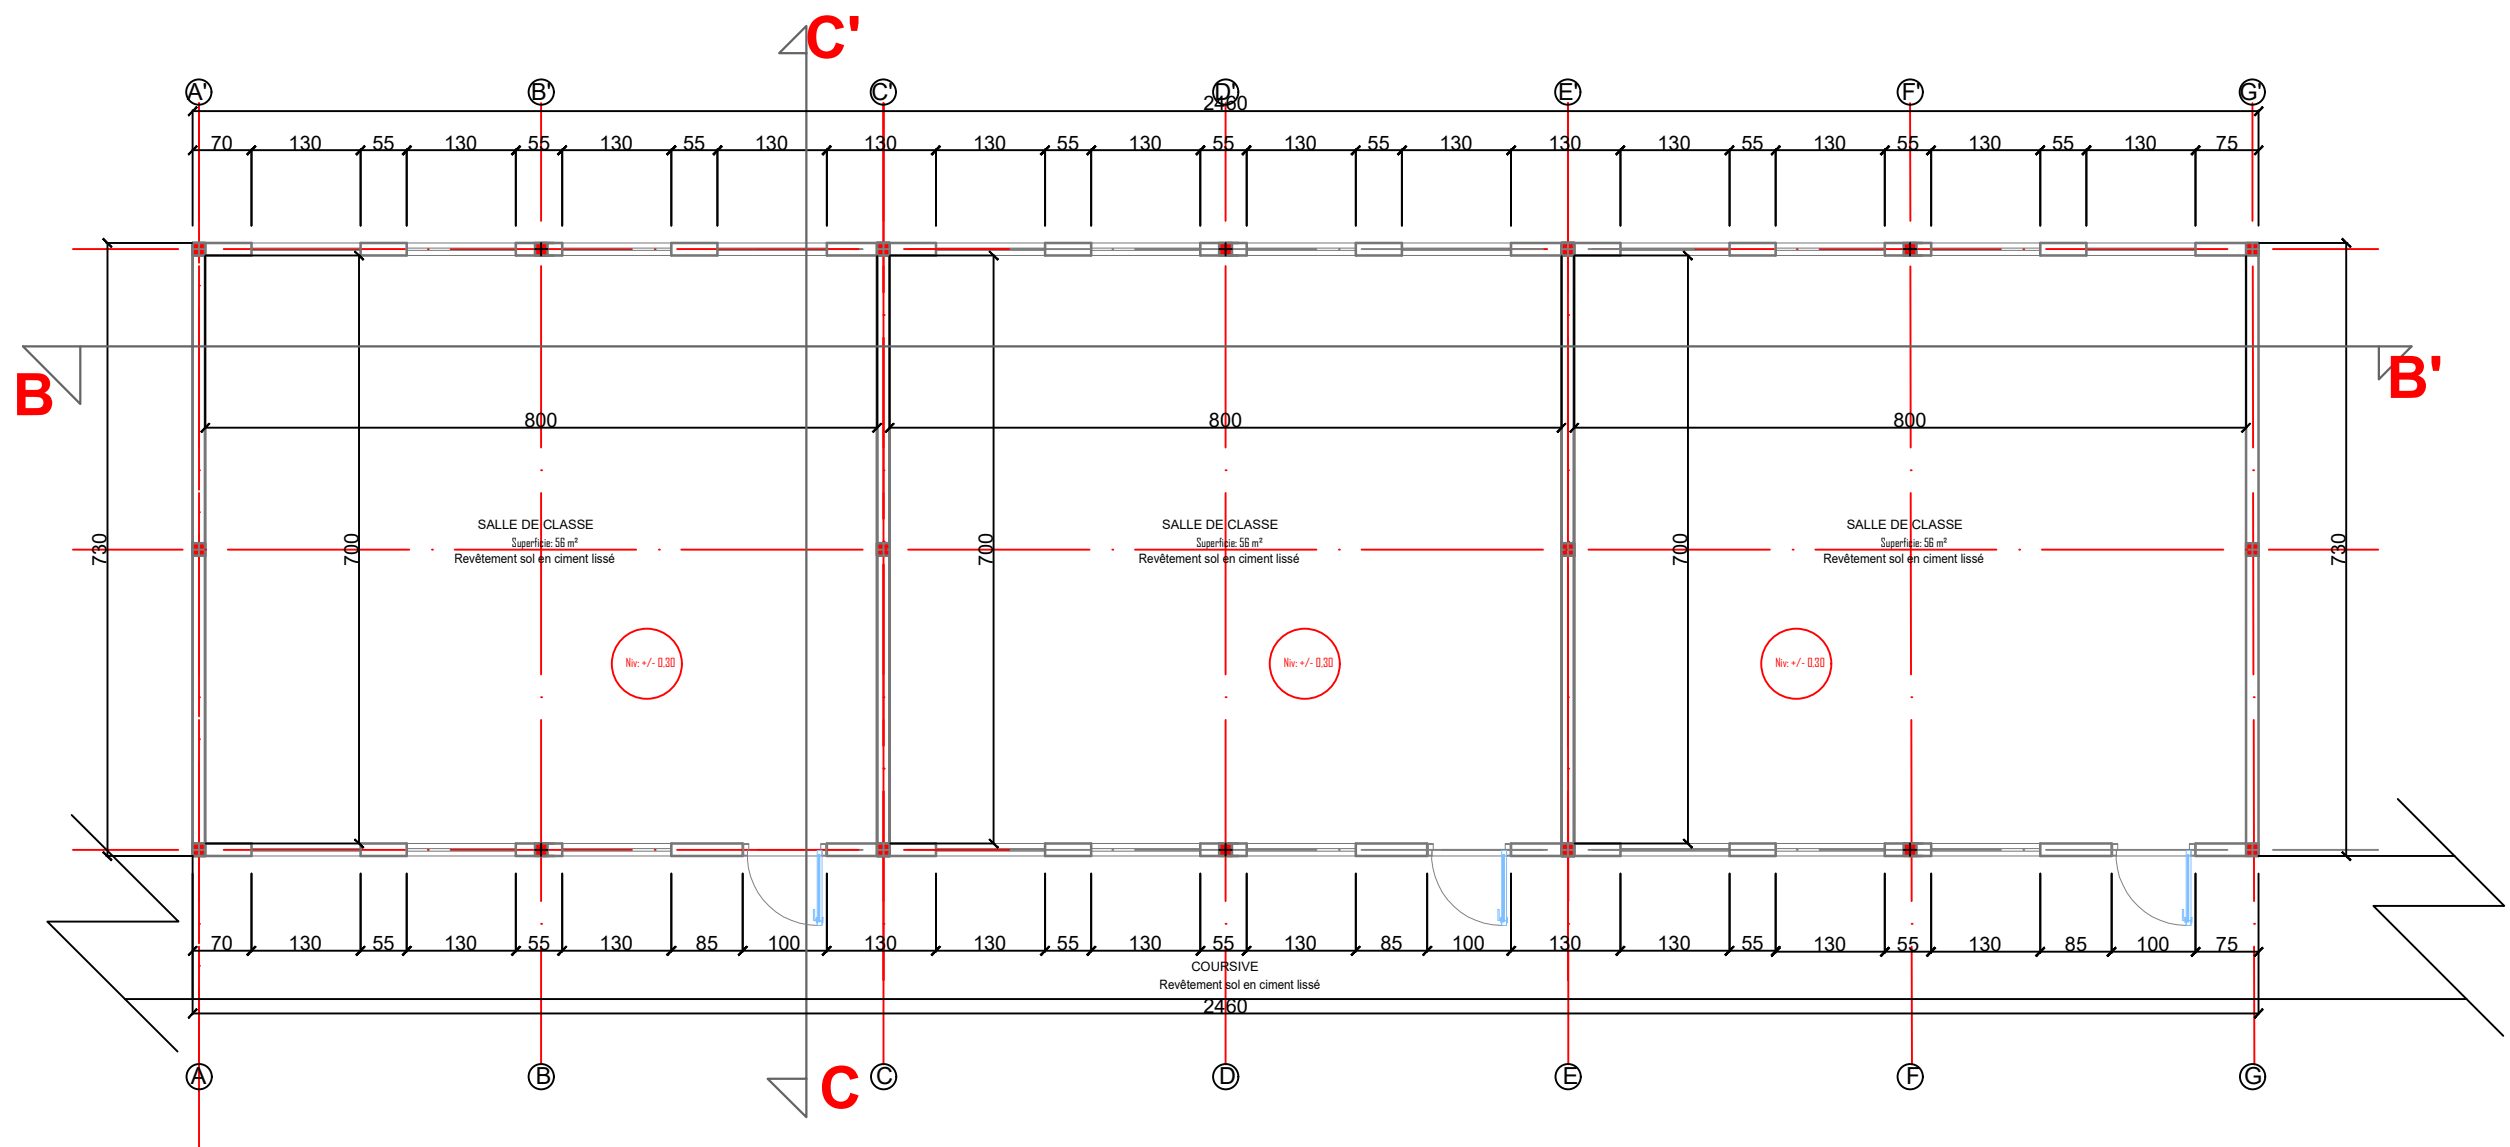 C'
A' B' C' D' E' F' G'
2460
70 130 55 130 55 130 55 130 130 130 55 130 55 130 55 130 130 130 55 130 55 130 55 130 75
B B'
800 800 800
730 700 700 700 730
SALLE DE CLASSE SALLE DE CLASSE SALLE DE CLASSE
Superficie: 56 m² Superficie: 56 m² Superficie: 56 m²
Revêtement sol en ciment lissé Revêtement sol en ciment lissé Revêtement sol en ciment lissé
Niv: +/- 0.30 Niv: +/- 0.30 Niv: +/- 0.30
70 130 55 130 55 130 85 100 130 130 55 130 55 130 85 100 130 130 55 130 55 130 85 100 75
COURSIVE
Revêtement sol en ciment lissé
2460
A B C D E F G
C